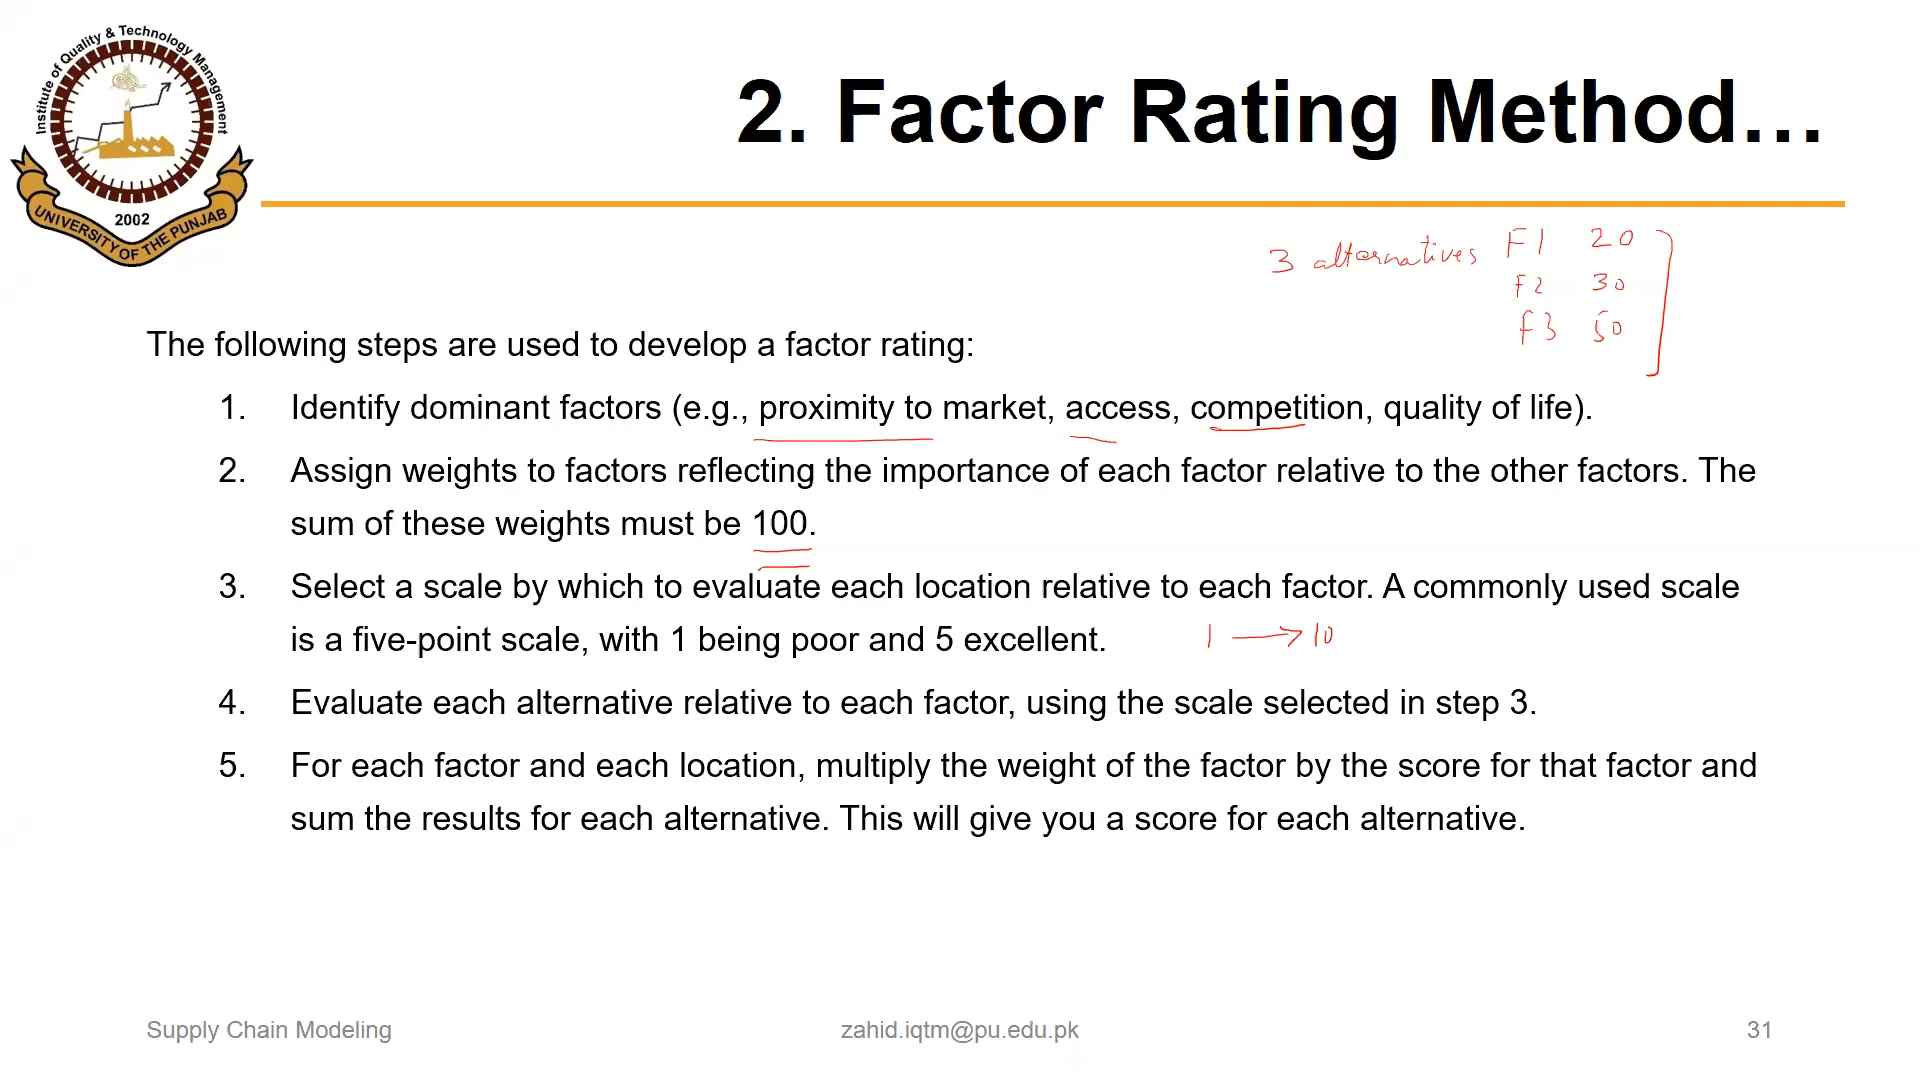 Institute of Quality & Technology Management
2002
UNIVERSITY OF THE PUNJAB
2. Factor Rating Method...
3 alternatives F1 20
F2 30
F3 50
The following steps are used to develop a factor rating:
1. Identify dominant factors (e.g., proximity to market, access, competition, quality of life).
2. Assign weights to factors reflecting the importance of each factor relative to the other factors. The
sum of these weights must be 100.
3. Select a scale by which to evaluate each location relative to each factor. A commonly used scale
is a five-point scale, with 1 being poor and 5 excellent. 1 → 10
4. Evaluate each alternative relative to each factor, using the scale selected in step 3.
5. For each factor and each location, multiply the weight of the factor by the score for that factor and
sum the results for each alternative. This will give you a score for each alternative.
Supply Chain Modeling zahid.iqtm@pu.edu.pk 31